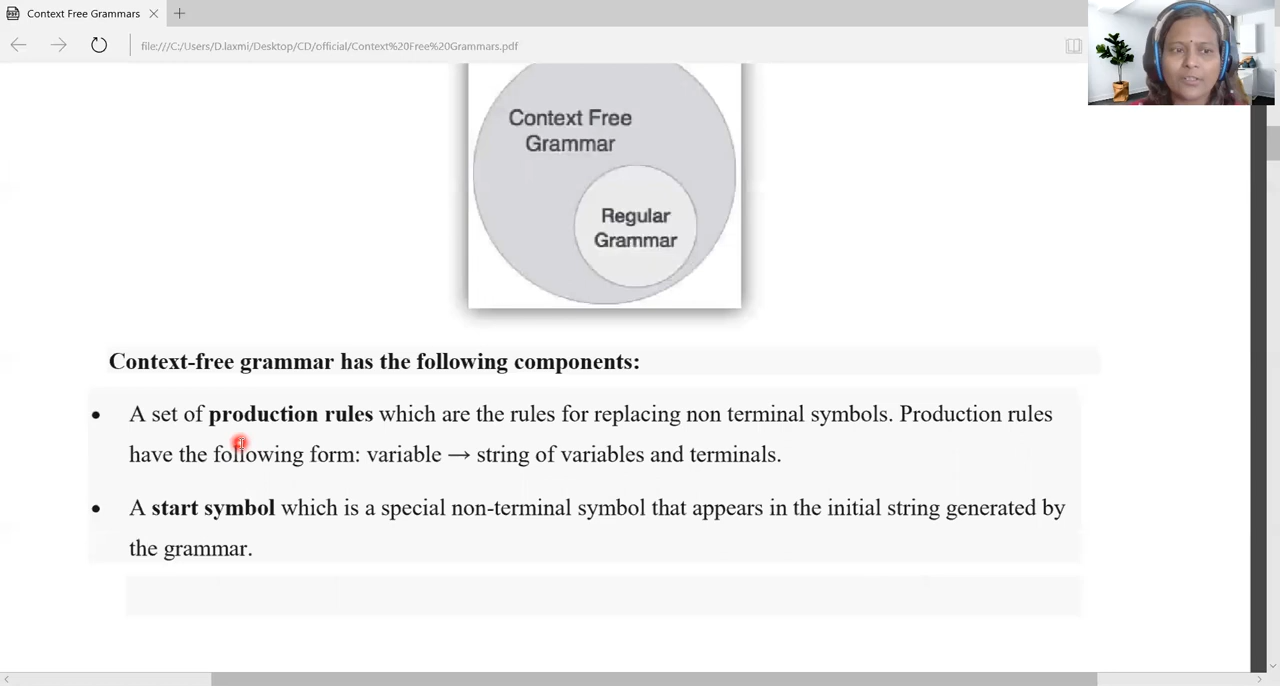 Context Free Grammars
file:///C:/Users/D.laxmi/Desktop/CD/official/Context%20Free%20Grammars.pdf
Context Free
Grammar
Regular
Grammar
Context-free grammar has the following components:
• A set of production rules which are the rules for replacing non terminal symbols. Production rules
have the following form: variable → string of variables and terminals.
• A start symbol which is a special non-terminal symbol that appears in the initial string generated by
the grammar.